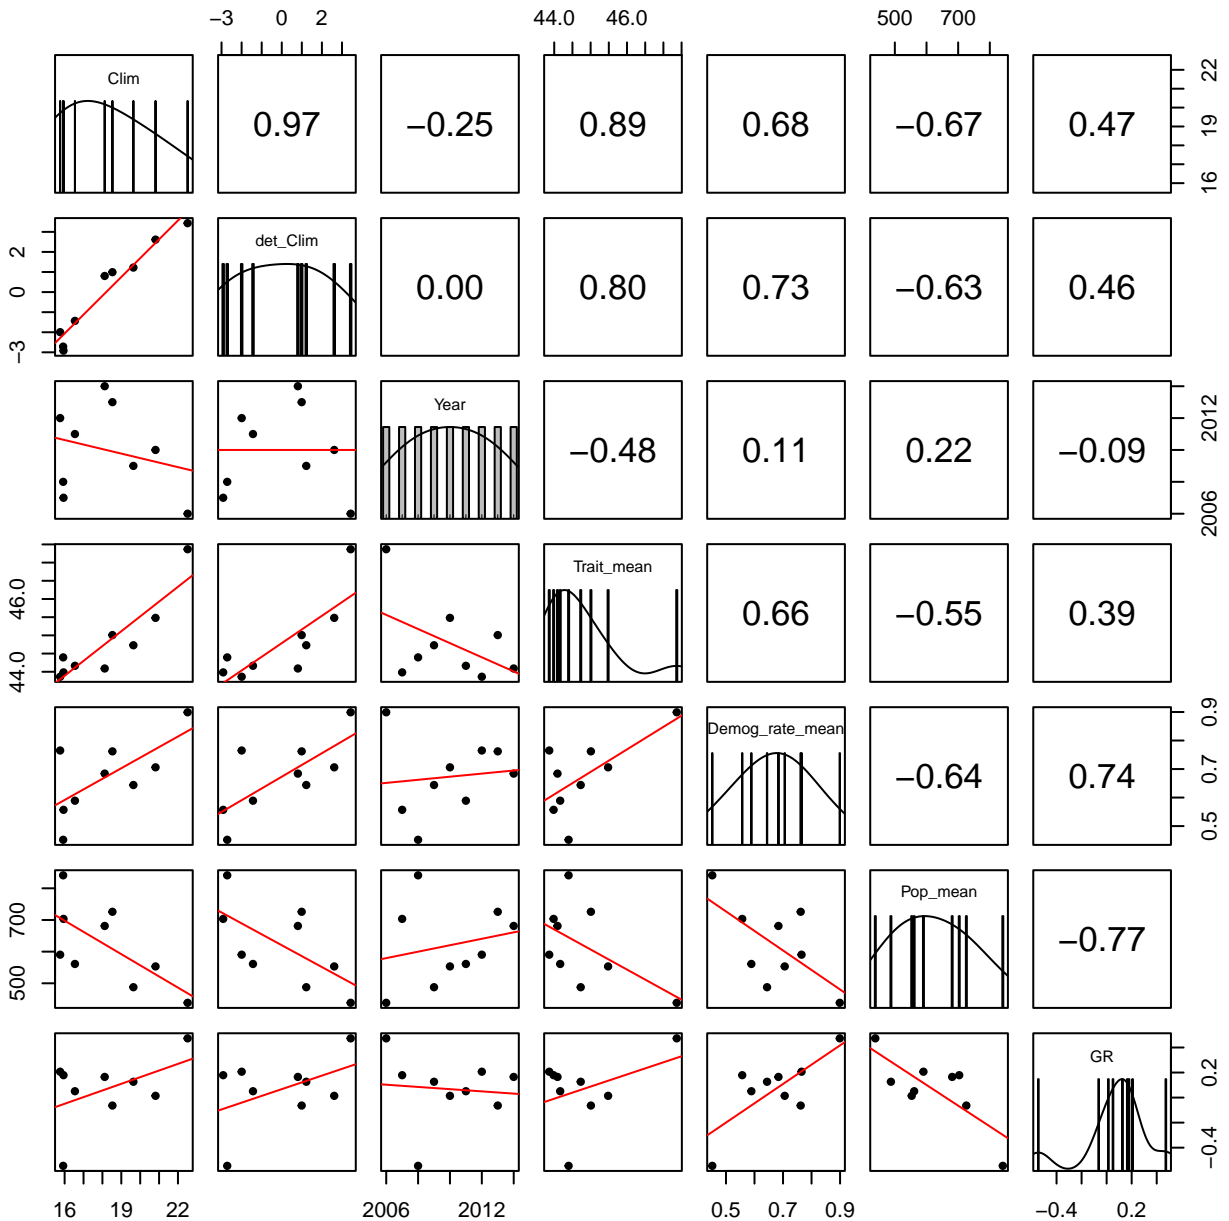 −3 0 2 44.0 46.0 500 700
Clim 0.97 −0.25 0.89 0.68 −0.67 0.47 16 19 22
−3 0 2 det_Clim 0.00 0.80 0.73 −0.63 0.46
Year −0.48 0.11 0.22 −0.09 2006 2012
44.0 46.0 Trait_mean 0.66 −0.55 0.39
Demog_rate_mean −0.64 0.74 0.5 0.7 0.9
500 700 Pop_mean −0.77
GR −0.4 0.2
16 19 22 2006 2012 0.5 0.7 0.9 −0.4 0.2